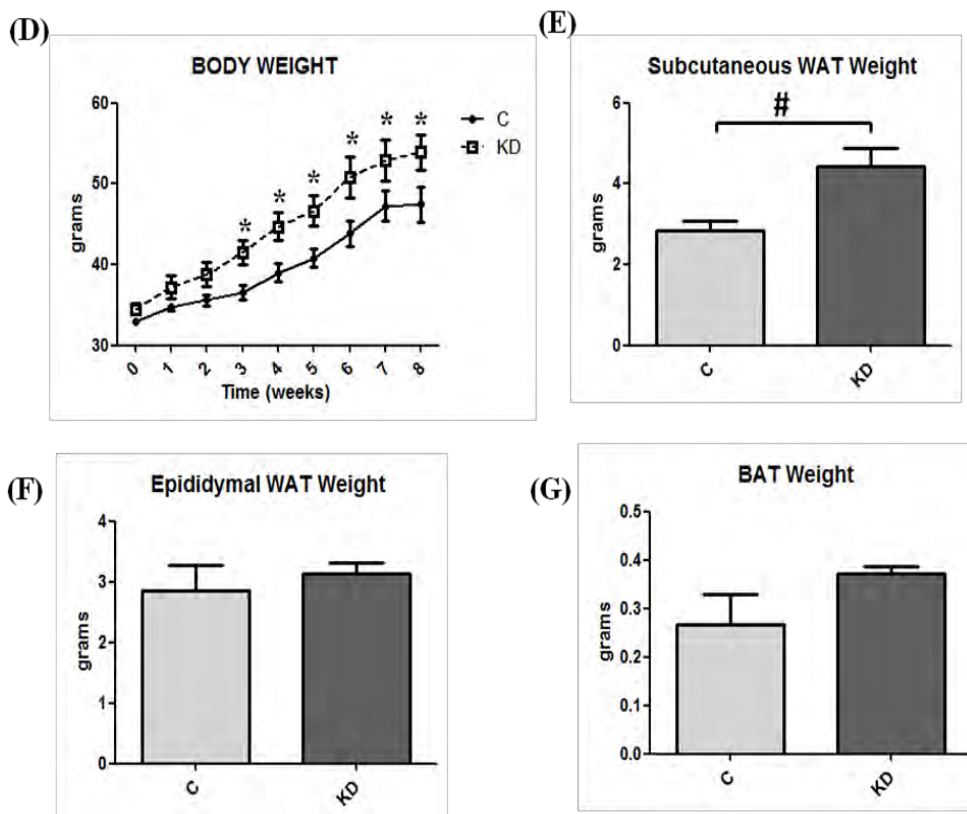 (D)
BODY WEIGHT
60
50
40
30
grams
* * * * * *
0 1 2 3 4 5 6 7 8
Time (weeks)
C
KD
(E)
Subcutaneous WAT Weight
#
6
4
2
0
grams
C KD
(F)
Epididymal WAT Weight
4
3
2
1
0
grams
C KD
(G)
BAT Weight
0.5
0.4
0.3
0.2
0.1
0.0
grams
C KD